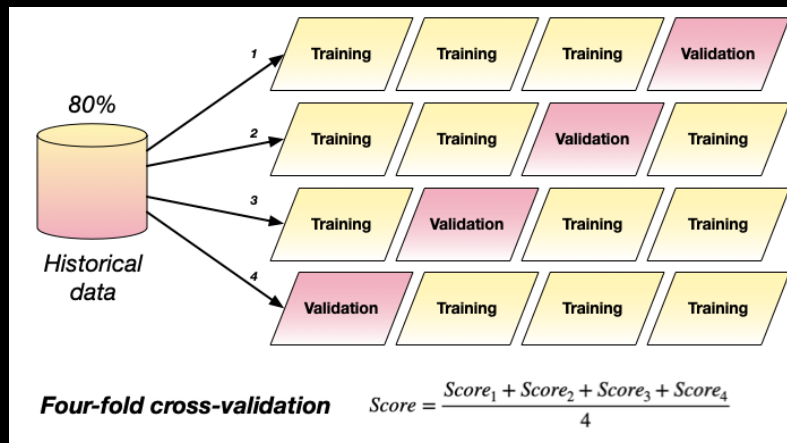 80%
Historical
data
1
Training Training Training Validation
2
Training Training Validation Training
3
Training Validation Training Training
4
Validation Training Training Training
Four-fold cross-validation
Score = (Score₁ + Score₂ + Score₃ + Score₄) / 4